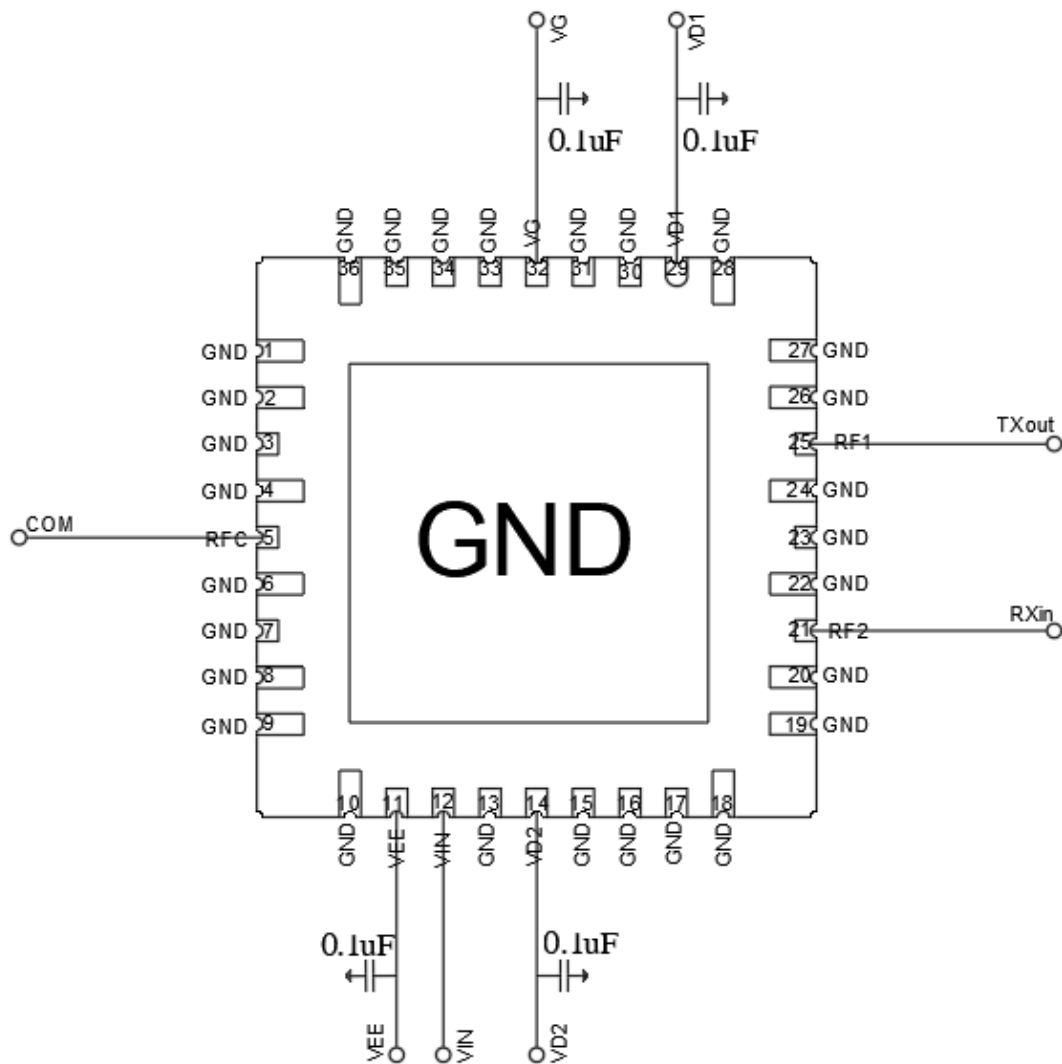 VG
VD1
0.1uF
0.1uF
GND
GND
GND
GND
VG
GND
GND
VD1
GND
36
35
34
33
32
31
30
29
28
GND 1
27 GND
GND 2
26 GND
TXout
GND 3
25 RF1
GND 4
24 GND
COM
RFC 5
23 GND
GND
GND 6
22 GND
RXin
GND 7
21 RF2
GND 8
20 GND
GND 9
19 GND
10
11
12
13
14
15
16
17
18
GND
VEE
VIN
GND
VD2
GND
GND
GND
GND
0.1uF
0.1uF
VEE
VIN
VD2